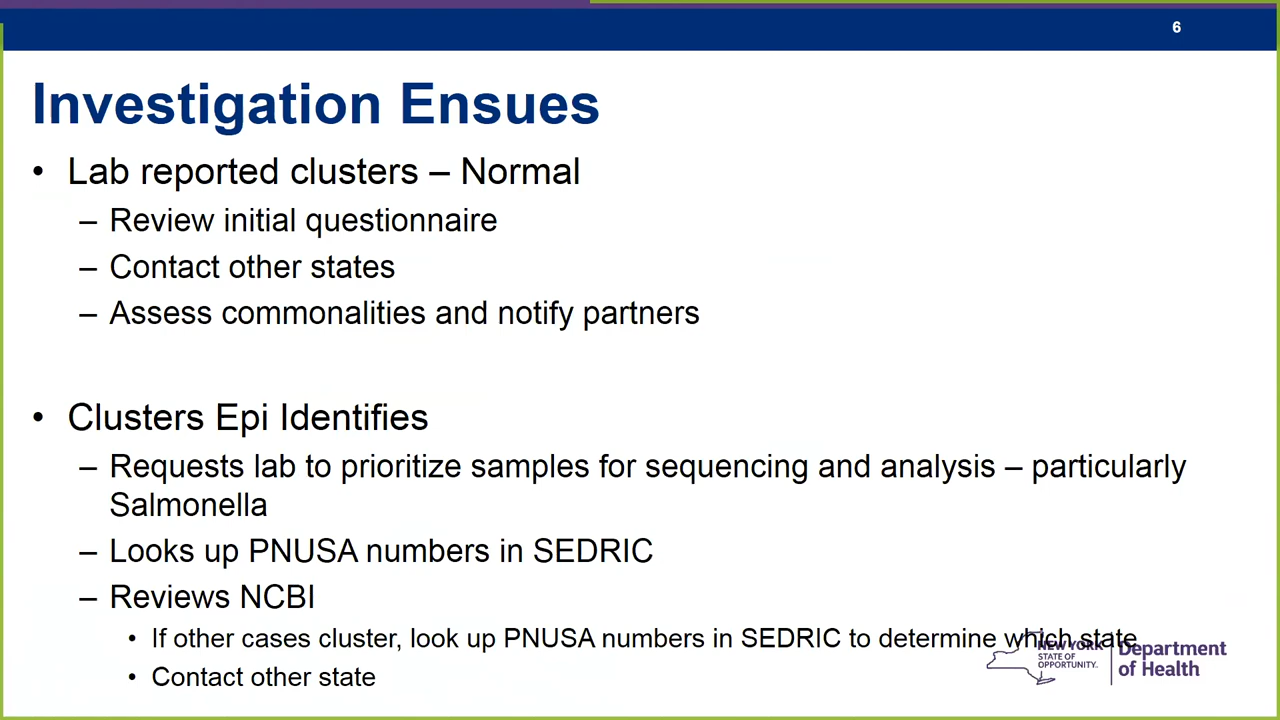 6
Investigation Ensues
• Lab reported clusters – Normal
– Review initial questionnaire
– Contact other states
– Assess commonalities and notify partners
• Clusters Epi Identifies
– Requests lab to prioritize samples for sequencing and analysis – particularly
Salmonella
– Looks up PNUSA numbers in SEDRIC
– Reviews NCBI
• If other cases cluster, look up PNUSA numbers in SEDRIC to determine which state
• Contact other state
NEW YORK
STATE OF
OPPORTUNITY.
Department
of Health